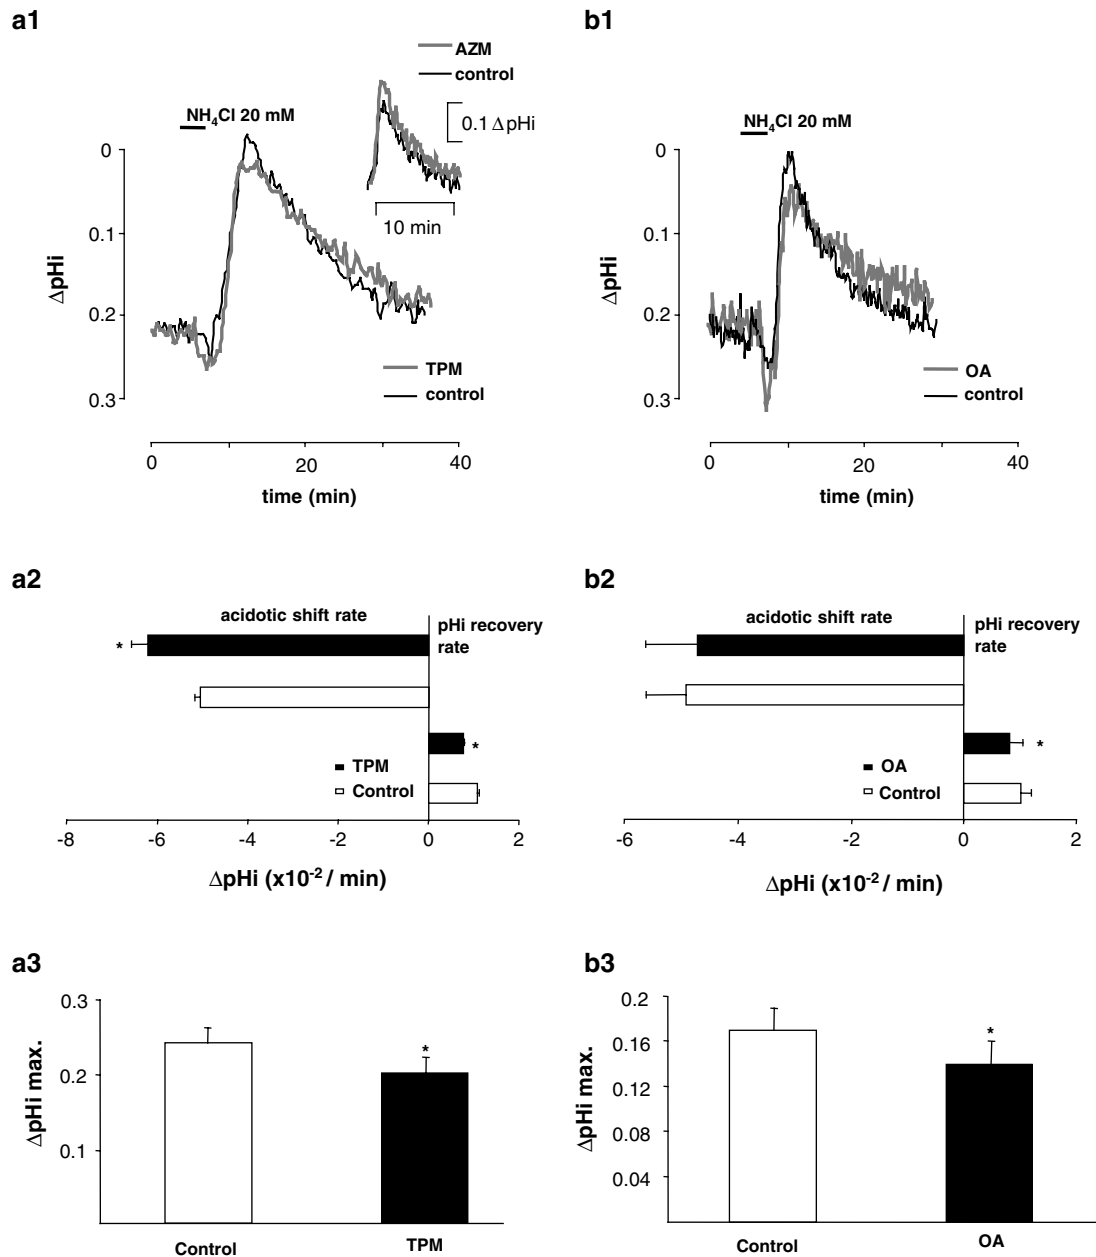 a1
AZM
control
0.1 ΔpHi
10 min
NH₄Cl 20 mM
0
0.1
0.2
0.3
ΔpHi
TPM
control
0
20
40
time (min)
b1
NH₄Cl 20 mM
0
0.1
0.2
0.3
ΔpHi
OA
control
0
20
40
time (min)
a2
acidotic shift rate
pHi recovery
rate
*
*
TPM
Control
-8
-6
-4
-2
0
2
ΔpHi (x10⁻² / min)
b2
acidotic shift rate
pHi recovery
rate
*
OA
Control
-6
-4
-2
0
2
ΔpHi (x10⁻² / min)
a3
0.3
0.2
0.1
ΔpHi max.
*
Control
TPM
b3
0.2
0.16
0.12
0.08
0.04
ΔpHi max.
*
Control
OA